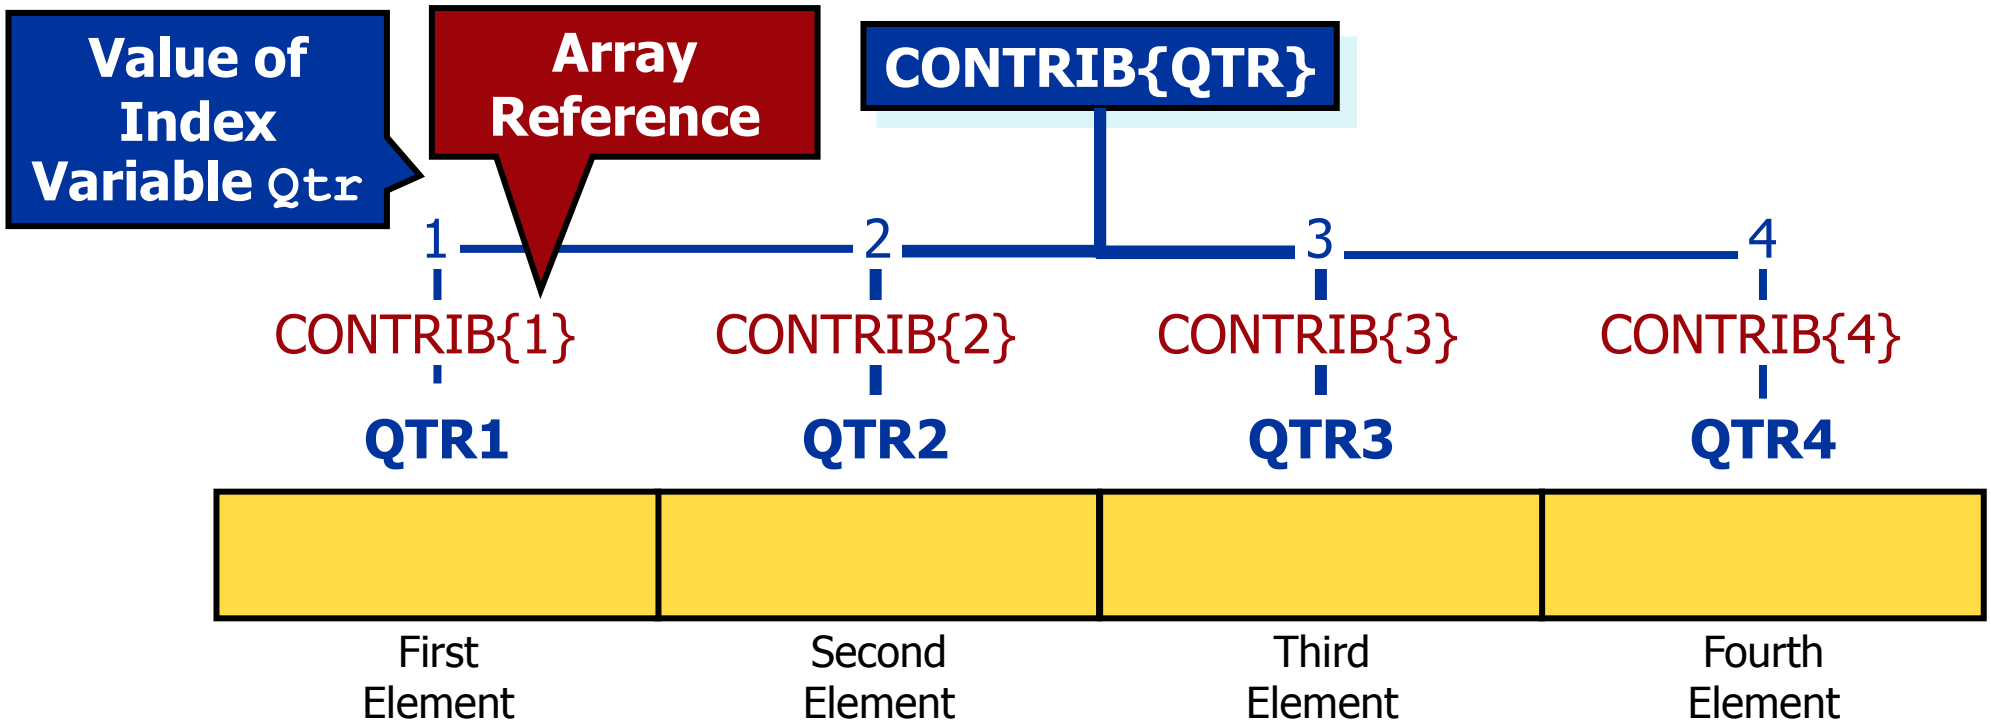 Value of
Index
Variable Qtr
Array
Reference
CONTRIB{QTR}
1 2 3 4
CONTRIB{1} CONTRIB{2} CONTRIB{3} CONTRIB{4}
QTR1 QTR2 QTR3 QTR4
First Second Third Fourth
Element Element Element Element